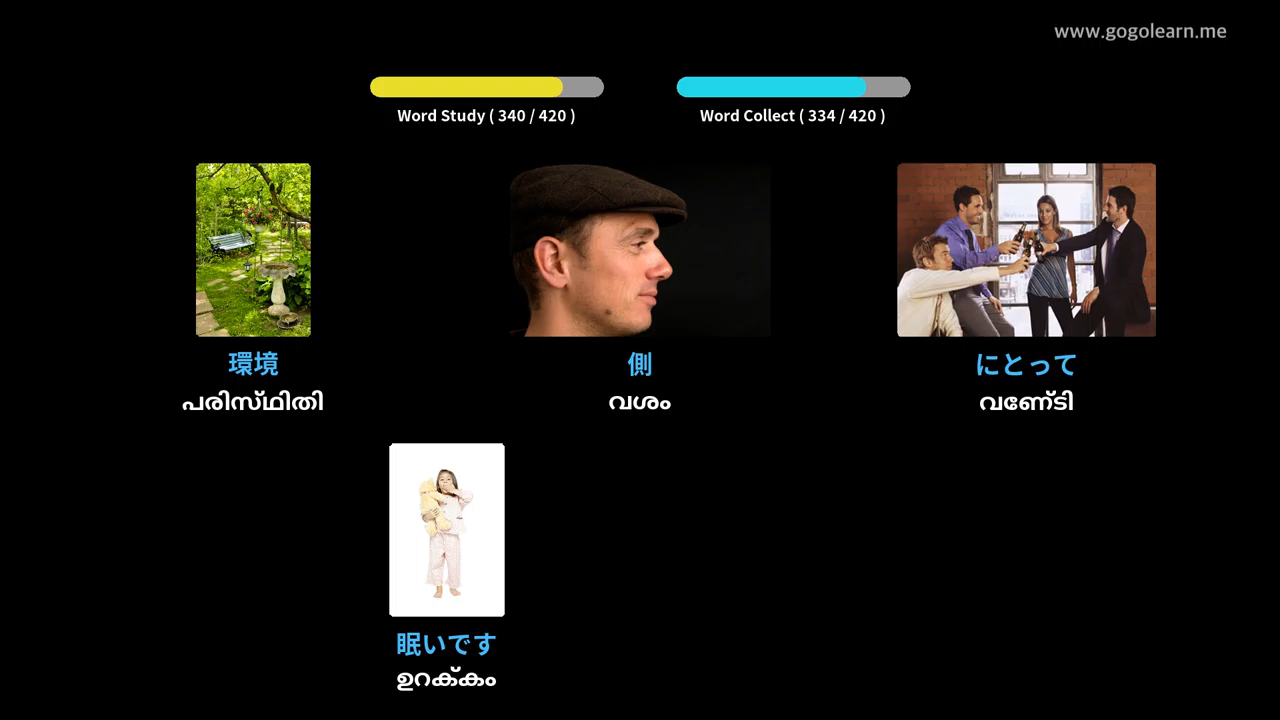 www.gogolearn.me
Word Study ( 340 / 420 )
Word Collect ( 334 / 420 )
環境
പരിസ്ഥിതി
側
വശം
にとって
വേണ്ടി
眠いです
ഉറക്കം